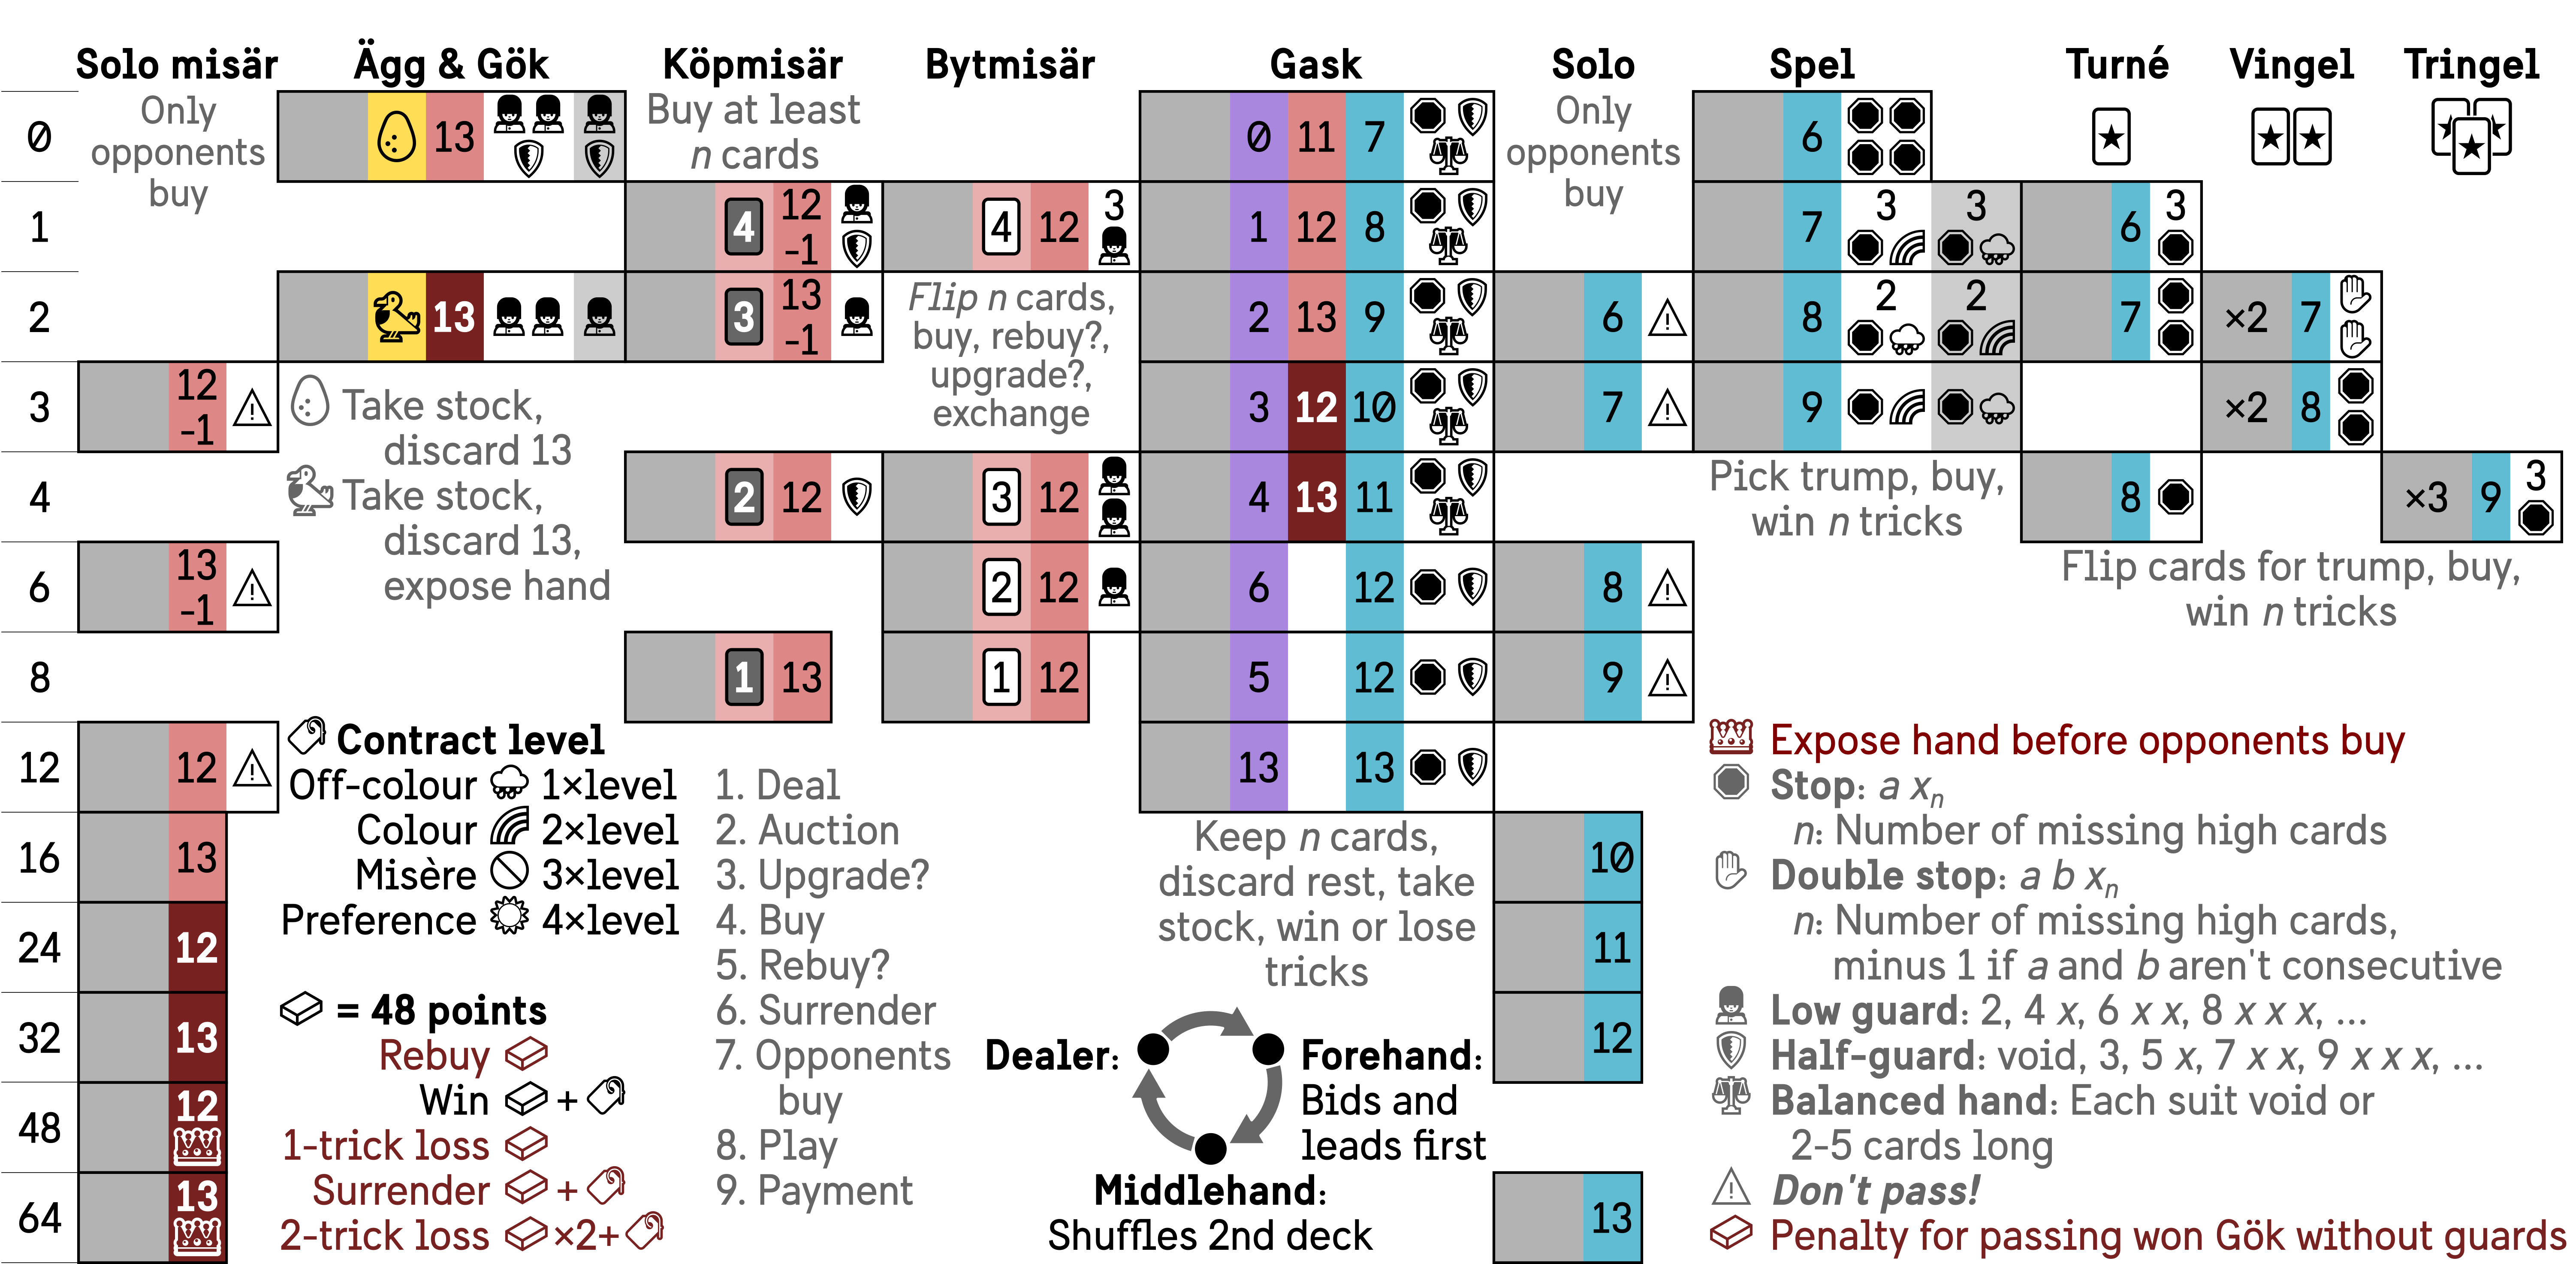 Solo misär Ägg & Gök Köpmisär Bytmisär Gask Solo Spel Turné Vingel Tringel
Only
opponents
buy
Buy at least
n cards
Only
opponents
buy
0 13 0 11 7 6
1 4 12 -1 4 12 3 1 12 8 7 3 3 6 3
2 13 3 13 -1 2 13 9 6 8 2 2 7 ×2 7
Flip n cards,
buy, rebuy?,
upgrade?,
exchange
3 12 -1 3 12 10 7 9 ×2 8
Take stock,
discard 13
Take stock,
discard 13,
expose hand
4 2 12 3 12 4 13 11 8 ×3 9 3
Pick trump, buy,
win n tricks
6 13 -1 2 12 6 12 8
Flip cards for trump, buy,
win n tricks
8 1 13 1 12 5 12 9
12 12 13 13
16 13 10
24 12 11
32 13 12
48 12
64 13 13
Contract level
Off-colour 1×level
Colour 2×level
Misère 3×level
Preference 4×level
= 48 points
Rebuy
Win +
1-trick loss
Surrender +
2-trick loss ×2+
1. Deal
2. Auction
3. Upgrade?
4. Buy
5. Rebuy?
6. Surrender
7. Opponents
buy
8. Play
9. Payment
Keep n cards,
discard rest, take
stock, win or lose
tricks
Dealer:
Forehand:
Bids and
leads first
Middlehand:
Shuffles 2nd deck
Expose hand before opponents buy
Stop: a xn
n: Number of missing high cards
Double stop: a b xn
n: Number of missing high cards,
minus 1 if a and b aren't consecutive
Low guard: 2, 4 x, 6 x x, 8 x x x, ...
Half-guard: void, 3, 5 x, 7 x x, 9 x x x, ...
Balanced hand: Each suit void or
2-5 cards long
Don't pass!
Penalty for passing won Gök without guards